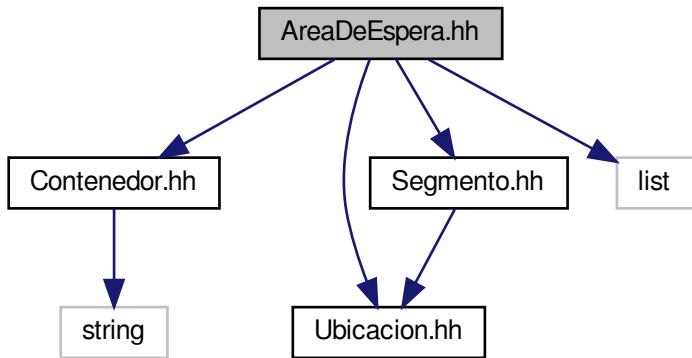 AreaDeEspera.hh
Contenedor.hh
Segmento.hh
list
string
Ubicacion.hh